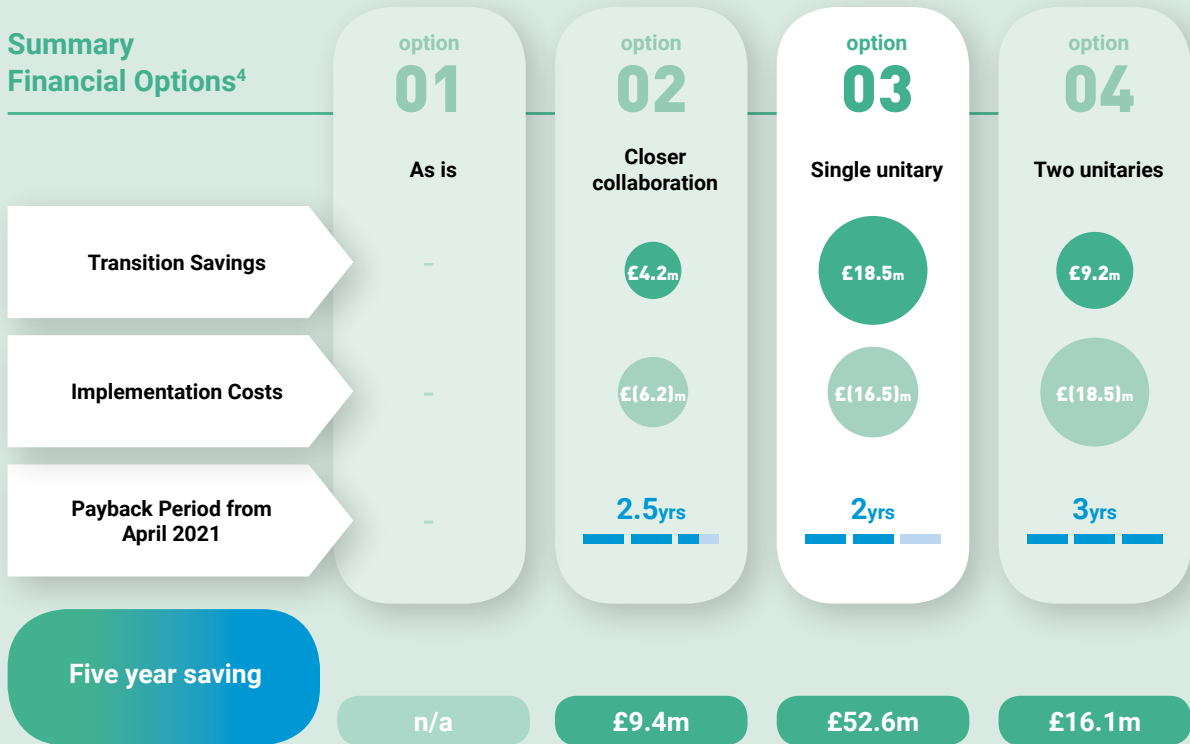 Summary
Financial Options⁴
option
01
option
02
option
03
option
04
As is
Closer
collaboration
Single unitary
Two unitaries
Transition Savings
-
£4.2m
£18.5m
£9.2m
Implementation Costs
-
£(6.2)m
£(16.5)m
£(18.5)m
Payback Period from
April 2021
-
2.5yrs
2yrs
3yrs
Five year saving
n/a
£9.4m
£52.6m
£16.1m